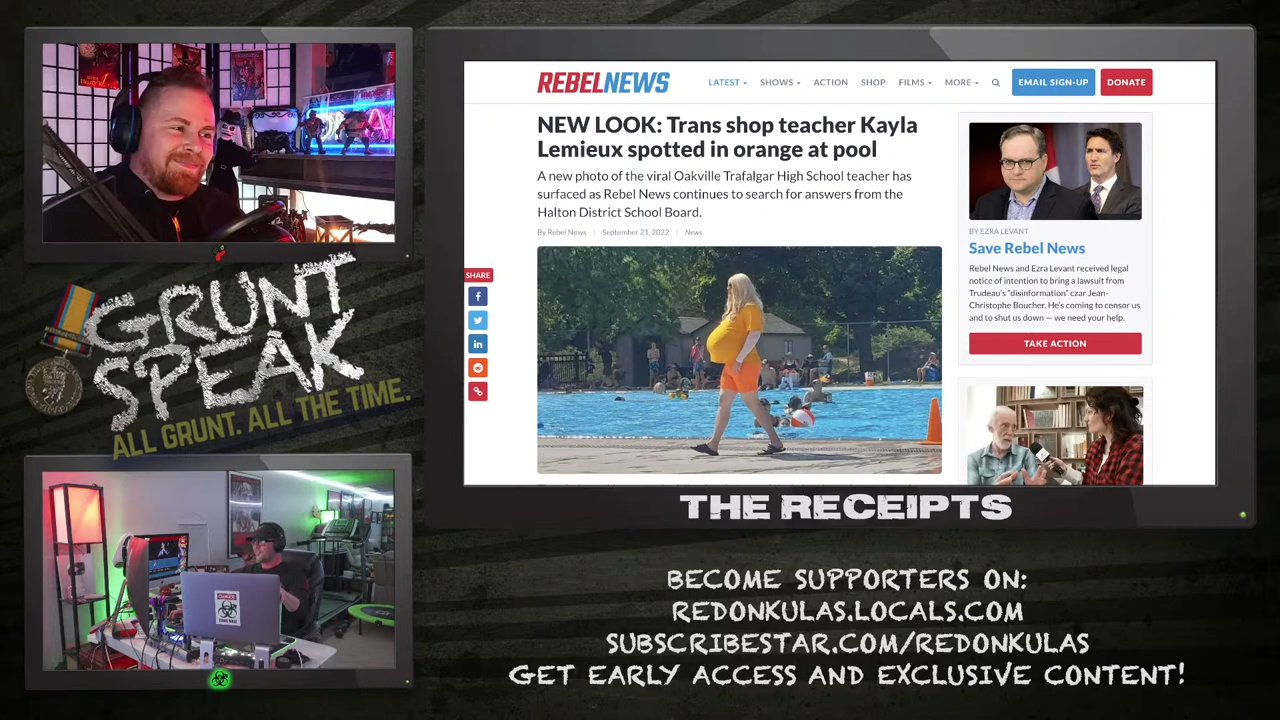 GRUNT
SPEAK
ALL GRUNT. ALL THE TIME.
REBELNEWS
LATEST
SHOWS
ACTION
SHOP
FILMS
MORE
EMAIL SIGN-UP
DONATE
NEW LOOK: Trans shop teacher Kayla
Lemieux spotted in orange at pool
A new photo of the viral Oakville Trafalgar High School teacher has
surfaced as Rebel News continues to search for answers from the
Halton District School Board.
By Rebel News | September 21, 2022 | News
SHARE
BY EZRA LEVANT
Save Rebel News
Rebel News and Ezra Levant received legal
notice of intention to bring a lawsuit from
Trudeau's "disinformation" czar Jean-
Christophe Boucher. He's coming to censor us
and to shut us down — we need your help.
TAKE ACTION
THE RECEIPTS
BECOME SUPPORTERS ON:
REDONKULAS.LOCALS.COM
SUBSCRIBESTAR.COM/REDONKULAS
GET EARLY ACCESS AND EXCLUSIVE CONTENT!